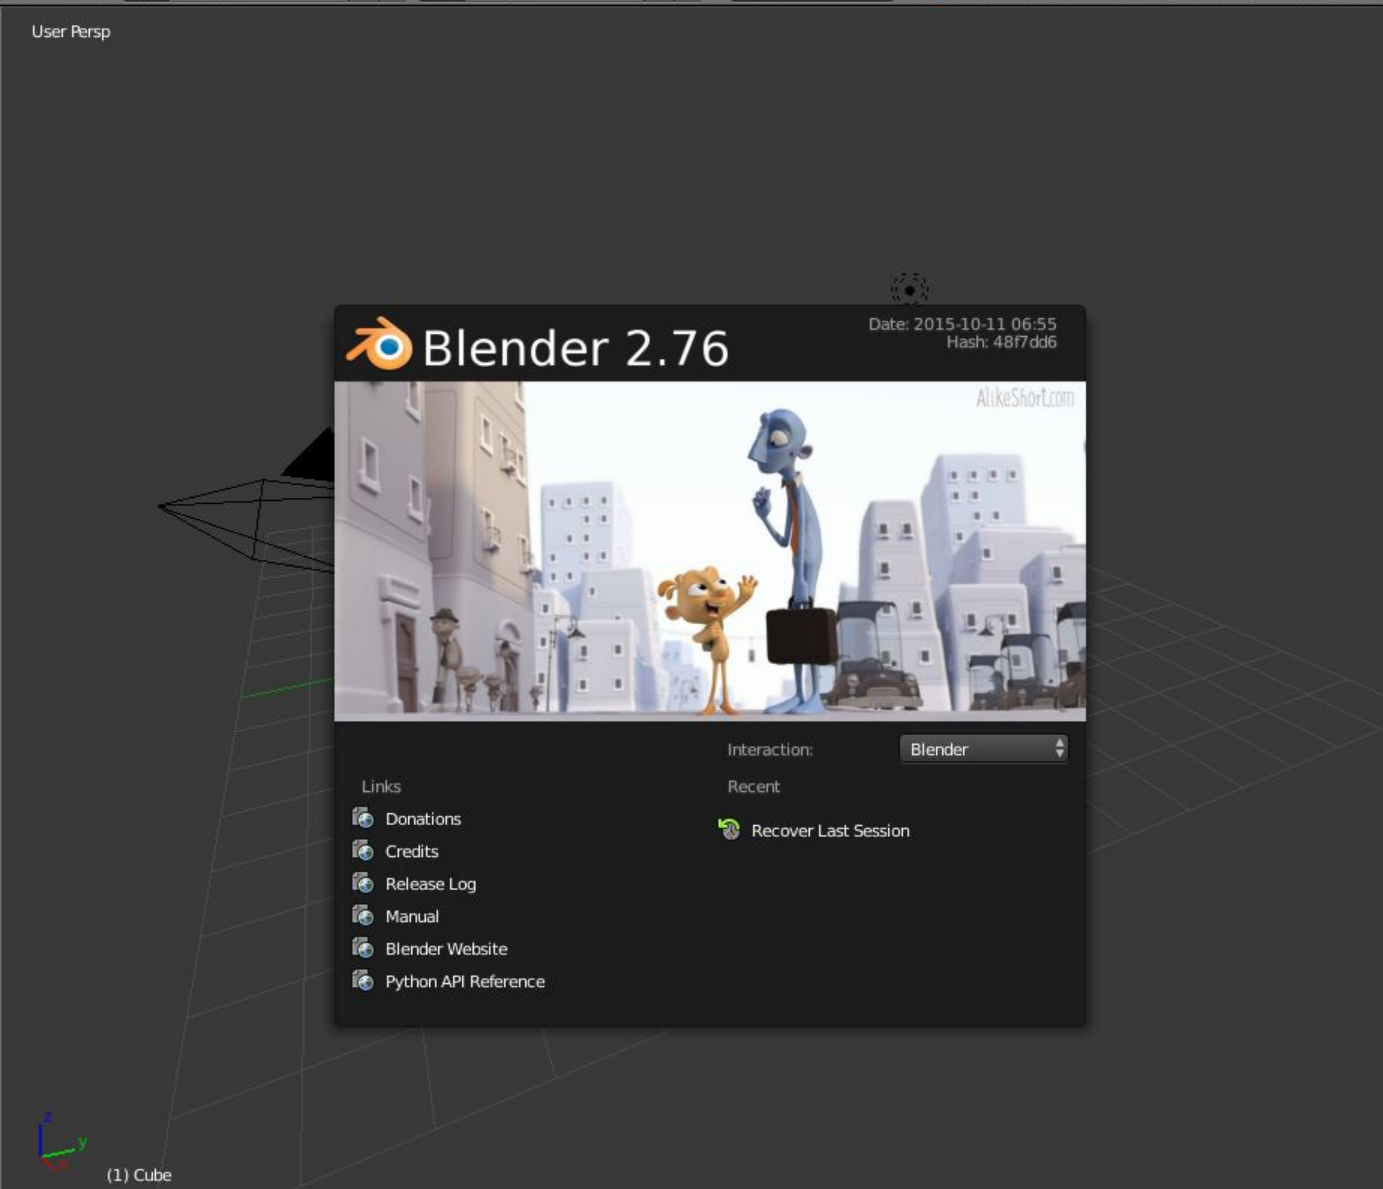 User Persp
Blender 2.76
Date: 2015-10-11 06:55
Hash: 48f7dd6
AlikeShort.com
Interaction:
Blender
Links
Recent
Donations
Recover Last Session
Credits
Release Log
Manual
Blender Website
Python API Reference
z
y
x
(1) Cube